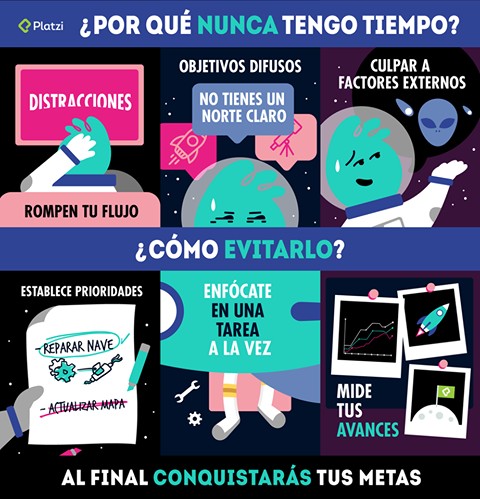 Platzi
¿POR QUÉ NUNCA TENGO TIEMPO?
DISTRACCIONES
ROMPEN TU FLUJO
OBJETIVOS DIFUSOS
NO TIENES UN
NORTE CLARO
CULPAR A
FACTORES EXTERNOS
¿CÓMO EVITARLO?
ESTABLECE PRIORIDADES
- REPARAR NAVE
- ACTUALIZAR MAPA
ENFÓCATE
EN UNA
TAREA
A LA VEZ
MIDE
TUS
AVANCES
AL FINAL CONQUISTARÁS TUS METAS